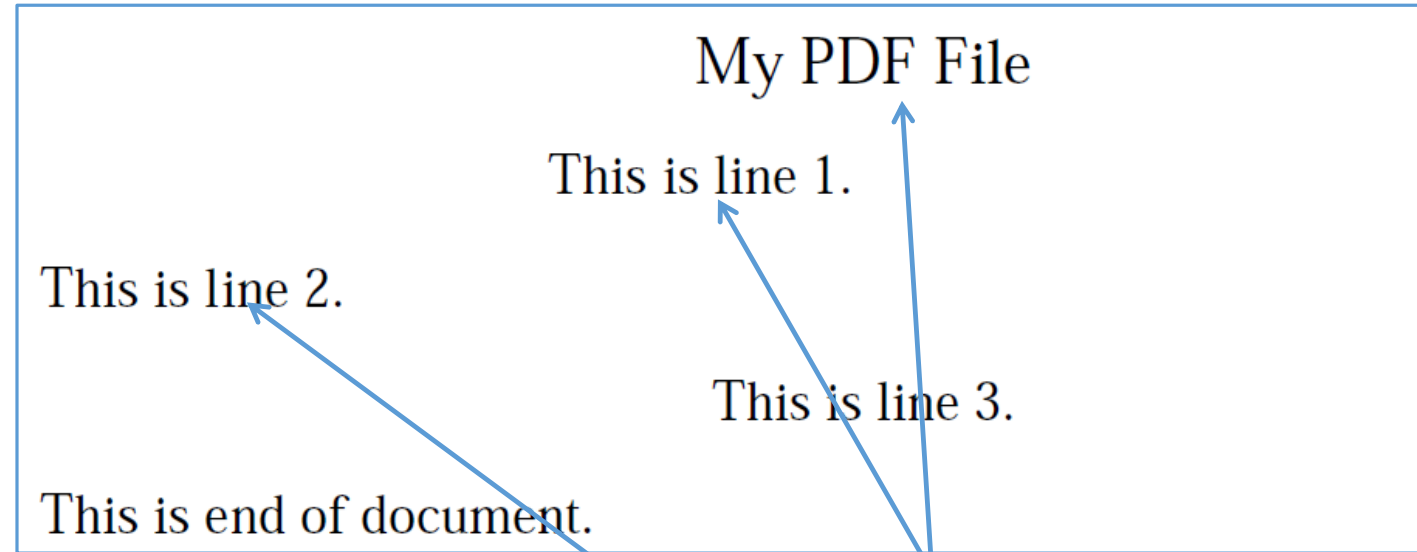 My PDF File
This is line 1.
This is line 2.
This is line 3.
This is end of document.